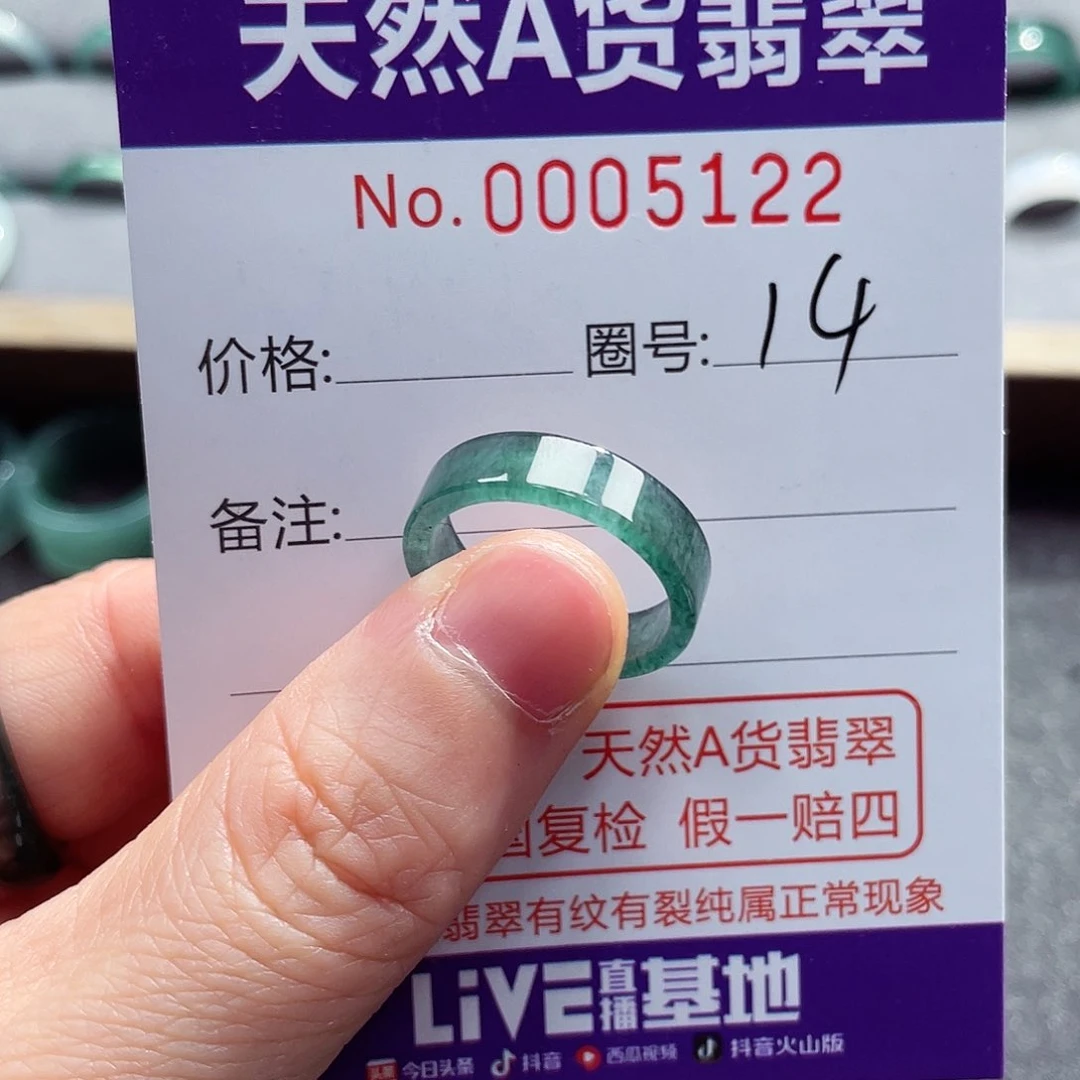 天然A货翡翠
No. 0005122
价格: 圈号: 14
备注:
天然A货翡翠
国复检 假一赔四
翡翠有纹有裂纯属正常现象
LiVE直播基地
头条 今日头条 抖音 西瓜视频 抖音火山版